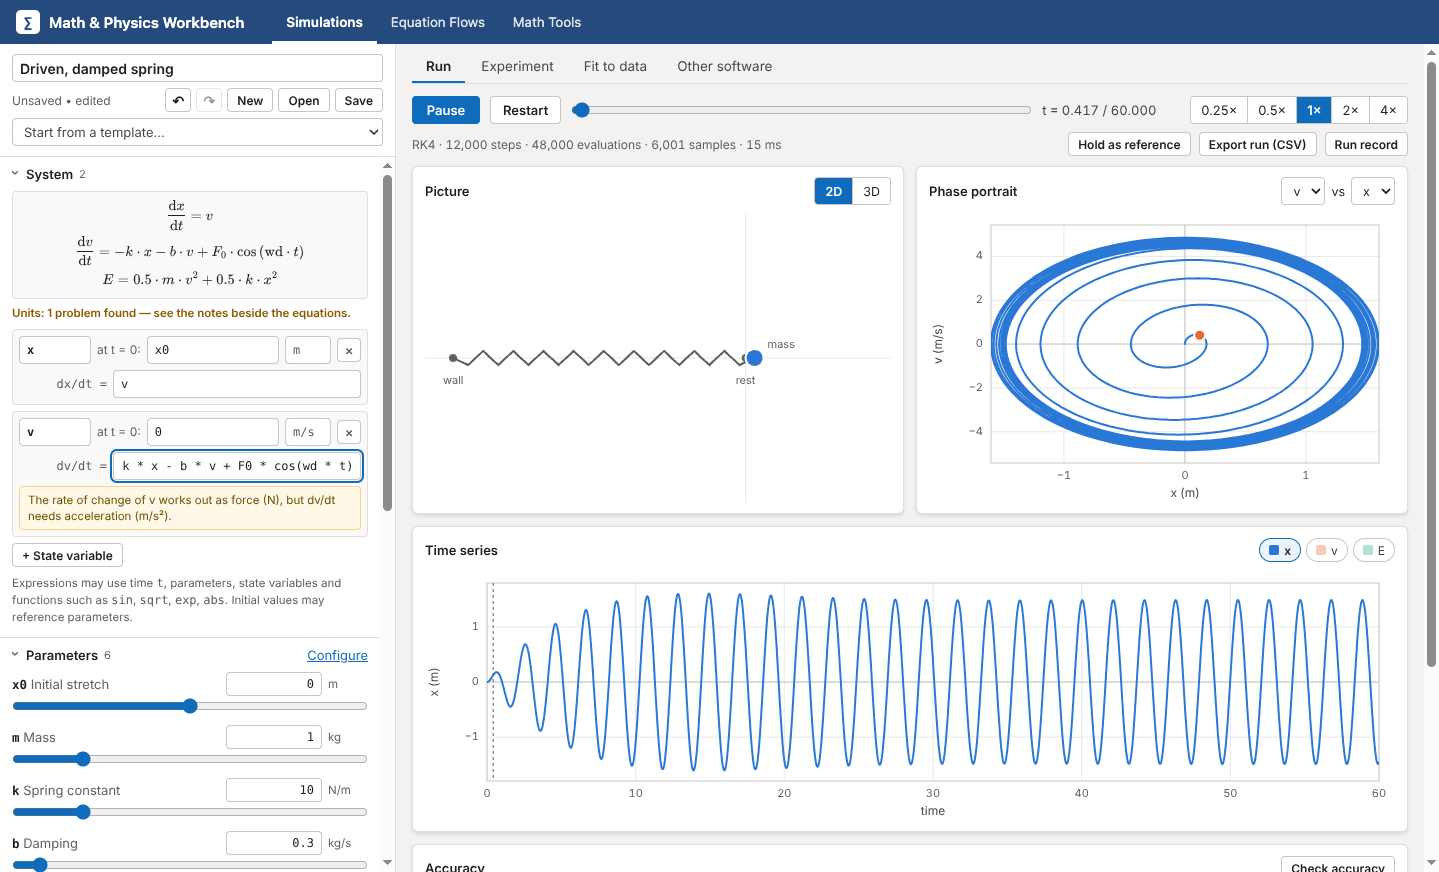 ∑ Math & Physics Workbench Simulations Equation Flows Math Tools
Driven, damped spring
Unsaved • edited ↶ ↷ New Open Save
Start from a template...
System 2
dx/dt = v
dv/dt = −k · x − b · v + F₀ · cos (wd · t)
E = 0.5 · m · v² + 0.5 · k · x²
Units: 1 problem found — see the notes beside the equations.
x at t = 0: x0 m ×
dx/dt = v
v at t = 0: 0 m/s ×
dv/dt = k * x - b * v + F0 * cos(wd * t)
The rate of change of v works out as force (N), but dv/dt
needs acceleration (m/s²).
+ State variable
Expressions may use time t, parameters, state variables and
functions such as sin, sqrt, exp, abs. Initial values may
reference parameters.
Parameters 6 Configure
x0 Initial stretch 0 m
m Mass 1 kg
k Spring constant 10 N/m
b Damping 0.3 kg/s
Run Experiment Fit to data Other software
Pause Restart t = 0.417 / 60.000 0.25× 0.5× 1× 2× 4×
RK4 · 12,000 steps · 48,000 evaluations · 6,001 samples · 15 ms Hold as reference Export run (CSV) Run record
Picture 2D 3D
mass
wall rest
Phase portrait v vs x
4
2
0
−2
−4
v (m/s)
−1 0 1
x (m)
Time series x v E
1
0
−1
x (m)
0 10 20 30 40 50 60
time
Accuracy Check accuracy